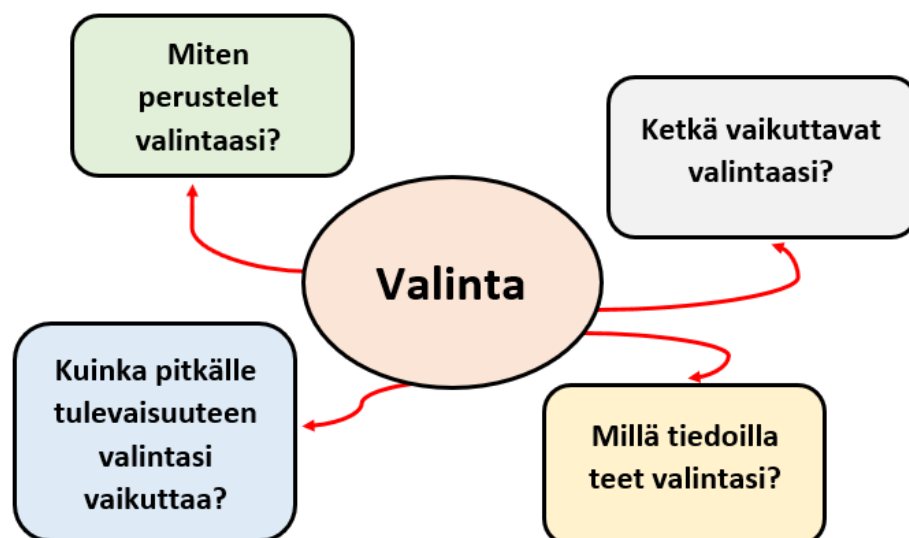 Miten
perustelet
valintaasi?
Ketkä vaikuttavat
valintaasi?
Valinta
Kuinka pitkälle
tulevaisuuteen
valintasi
vaikuttaa?
Millä tiedoilla
teet valintasi?